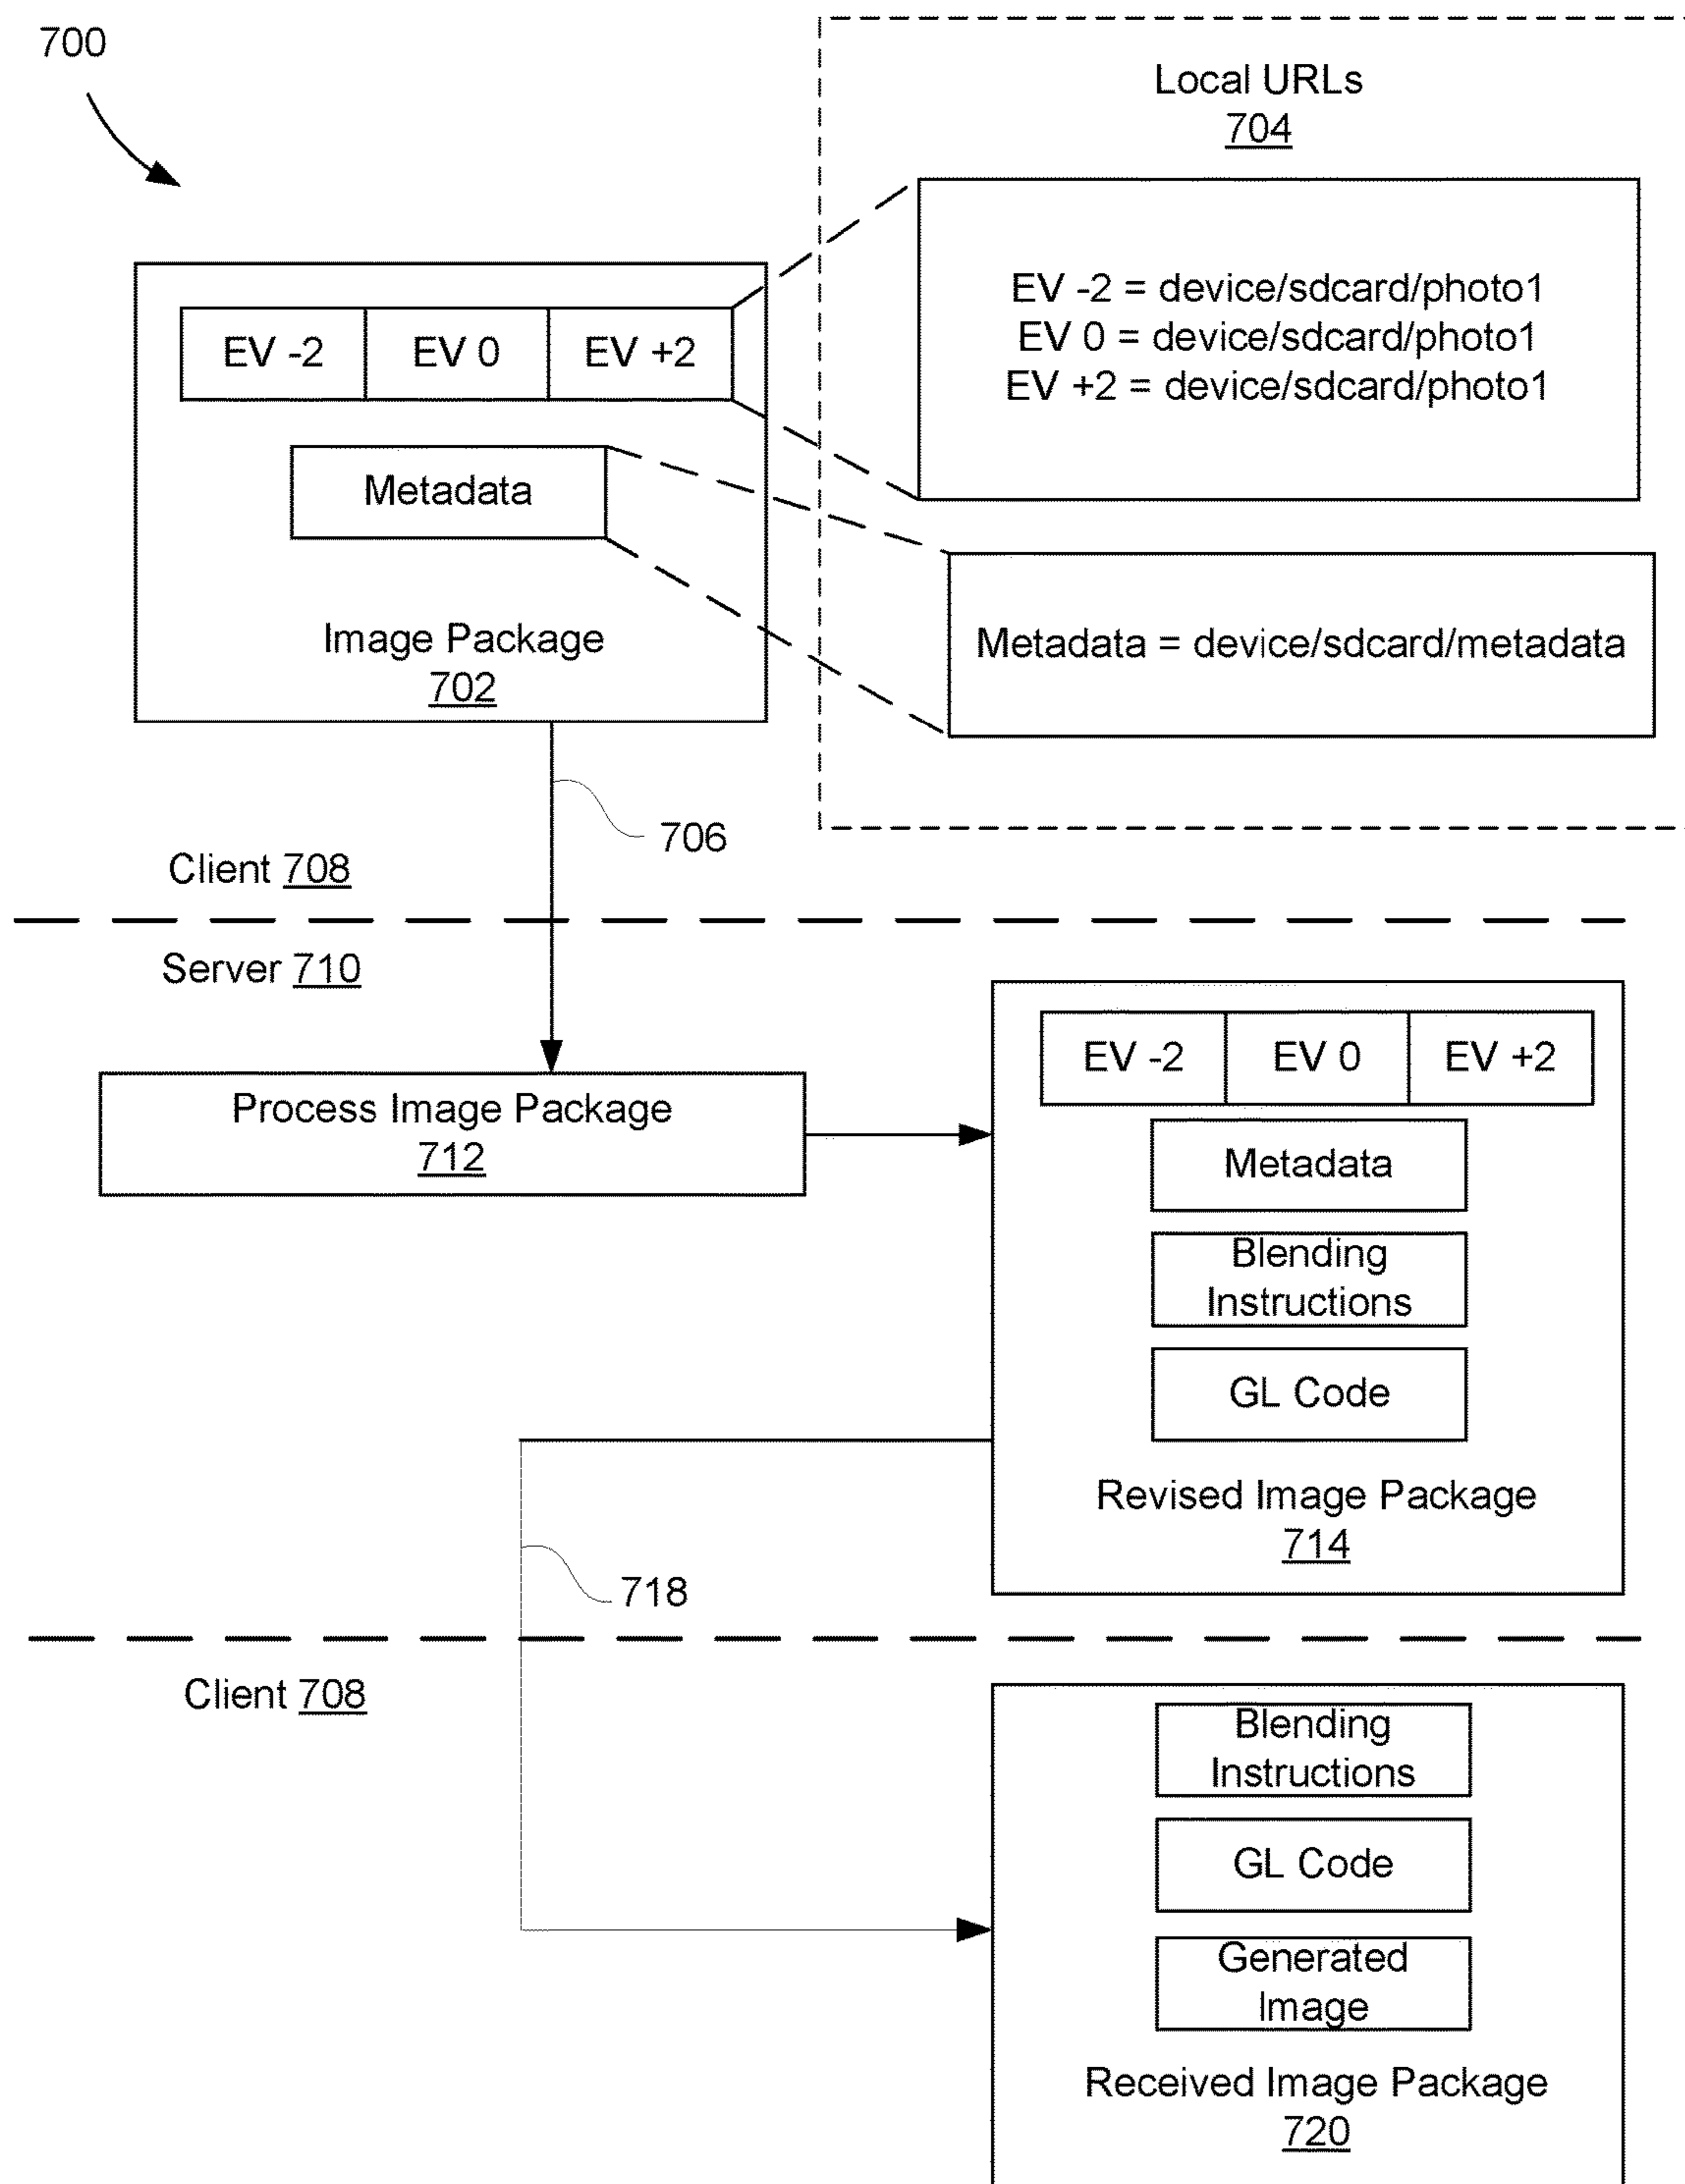 700
Local URLs
704
EV -2 = device/sdcard/photo1
EV 0 = device/sdcard/photo1
EV +2 = device/sdcard/photo1
EV -2 EV 0 EV +2
Metadata
Metadata = device/sdcard/metadata
Image Package
702
706
Client 708
Server 710
Process Image Package
712
EV -2 EV 0 EV +2
Metadata
Blending
Instructions
GL Code
Revised Image Package
714
718
Client 708
Blending
Instructions
GL Code
Generated
Image
Received Image Package
720